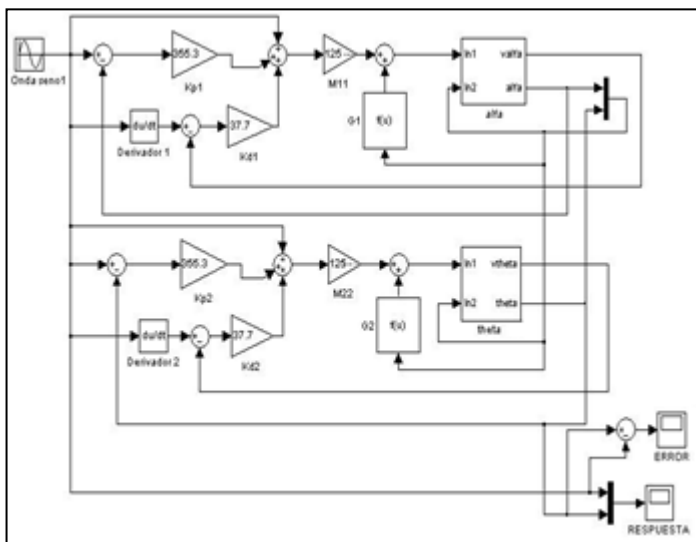 Onda seno1
355.3
Kp1
du/dt
Derivador 1
37.7
Kd1
125
M11
G1
f(u)
In1
In2
valfa
alfa
alfa
355.3
Kp2
du/dt
Derivador 2
37.7
Kd2
125
M22
G2
f(u)
In1
In2
vtheta
theta
theta
ERROR
RESPUESTA